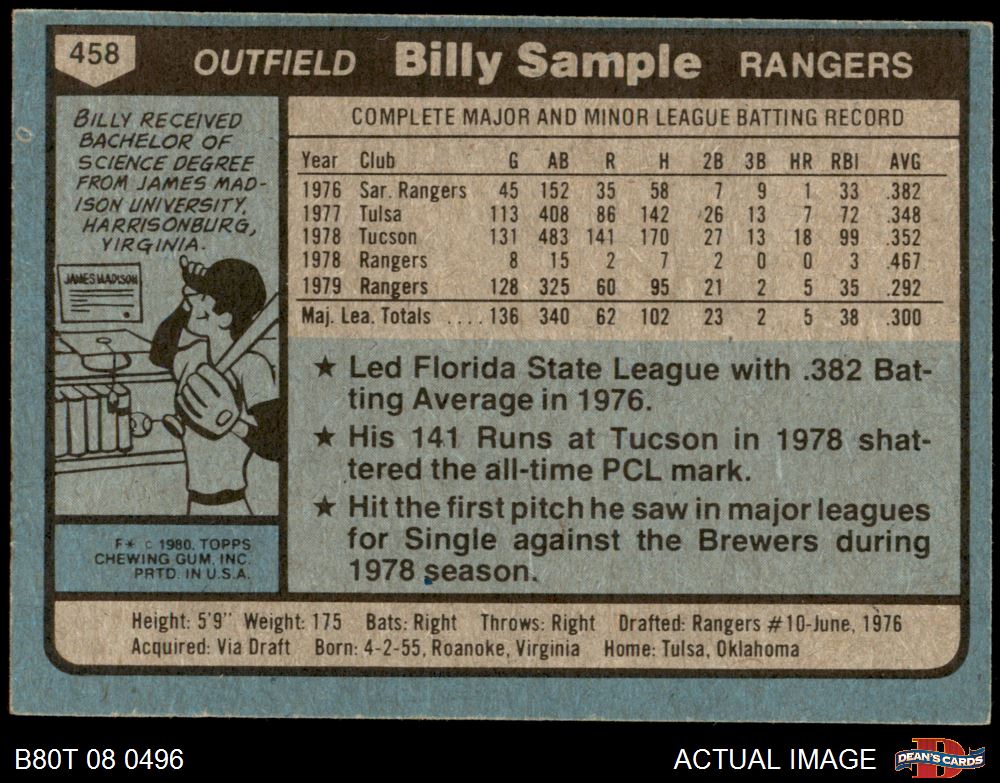 458
OUTFIELD Billy Sample RANGERS
BILLY RECEIVED
BACHELOR OF
SCIENCE DEGREE
FROM JAMES MAD-
ISON UNIVERSITY,
HARRISONBURG,
VIRGINIA.
JAMES MADISON
COMPLETE MAJOR AND MINOR LEAGUE BATTING RECORD
Year Club G AB R H 2B 3B HR RBI AVG
1976 Sar. Rangers 45 152 35 58 7 9 1 33 .382
1977 Tulsa 113 408 86 142 26 13 7 72 .348
1978 Tucson 131 483 141 170 27 13 18 99 .352
1978 Rangers 8 15 2 7 2 0 0 3 .467
1979 Rangers 128 325 60 95 21 2 5 35 .292
Maj. Lea. Totals .... 136 340 62 102 23 2 5 38 .300
★ Led Florida State League with .382 Bat-
ting Average in 1976.
★ His 141 Runs at Tucson in 1978 shat-
tered the all-time PCL mark.
★ Hit the first pitch he saw in major leagues
for Single against the Brewers during
1978 season.
F* © 1980. TOPPS
CHEWING GUM, INC.
PRTD. IN U.S.A.
Height: 5'9" Weight: 175 Bats: Right Throws: Right Drafted: Rangers #10-June, 1976
Acquired: Via Draft Born: 4-2-55, Roanoke, Virginia Home: Tulsa, Oklahoma
B80T 08 0496 ACTUAL IMAGE D DEAN'S CARDS